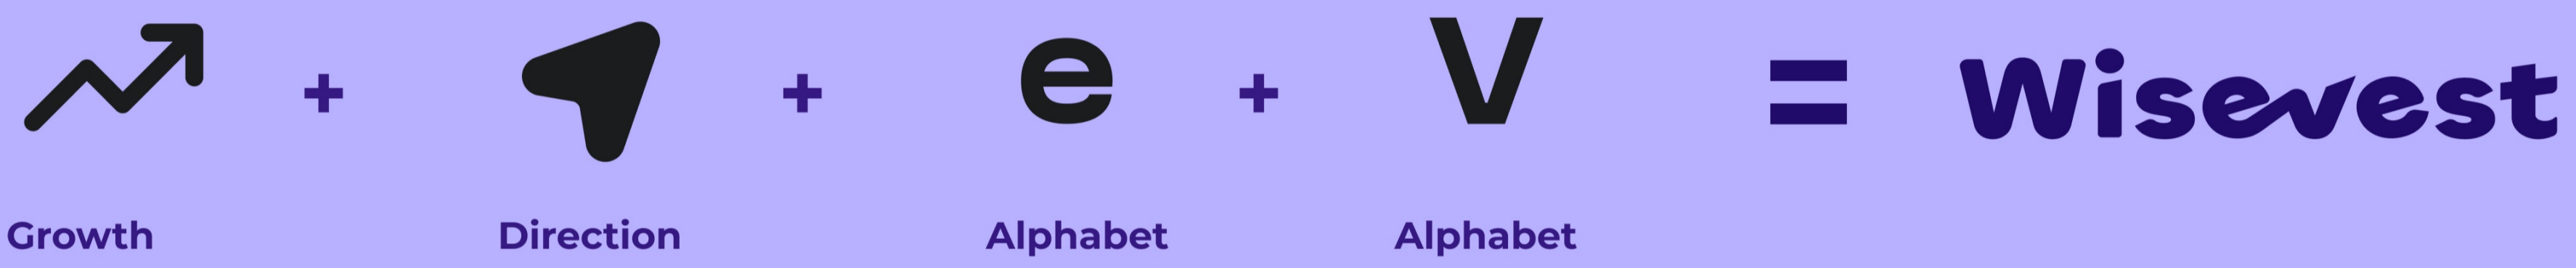 + + e + V = Wisevest
Growth Direction Alphabet Alphabet